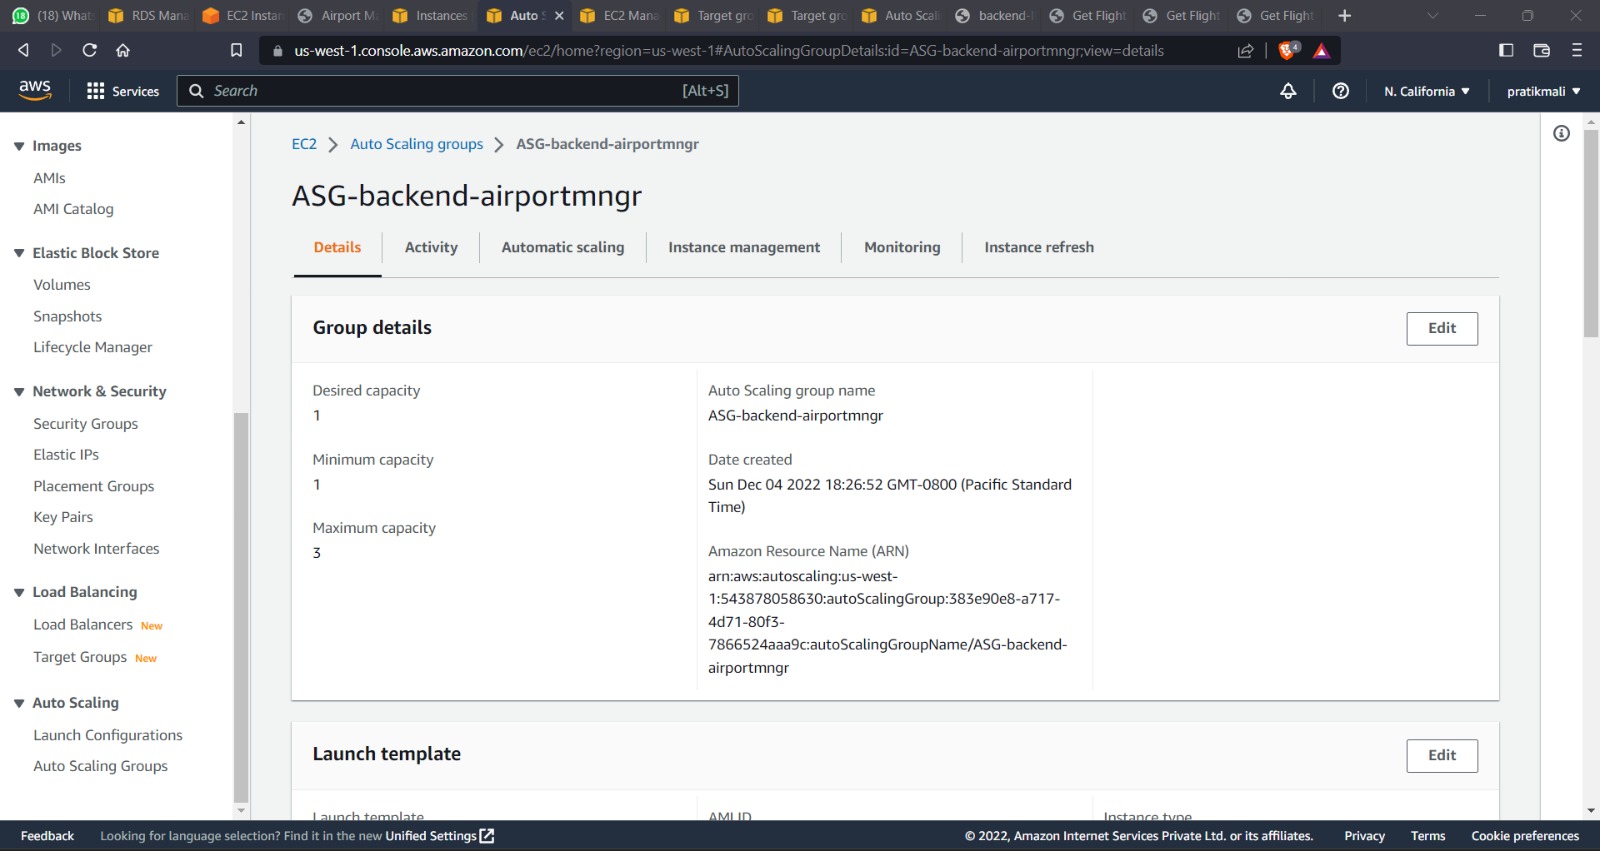 (18) Whats
RDS Mana
EC2 Instan
Airport Ma
Instances
Auto S
EC2 Mana
Target gro
Target gro
Auto Scali
backend-l
Get Flight
Get Flight
Get Flight
us-west-1.console.aws.amazon.com/ec2/home?region=us-west-1#AutoScalingGroupDetails:id=ASG-backend-airportmngr;view=details
4
aws
Services
Search
[Alt+S]
N. California
pratikmali
Images
AMIs
AMI Catalog
Elastic Block Store
Volumes
Snapshots
Lifecycle Manager
Network & Security
Security Groups
Elastic IPs
Placement Groups
Key Pairs
Network Interfaces
Load Balancing
Load Balancers New
Target Groups New
Auto Scaling
Launch Configurations
Auto Scaling Groups
EC2 > Auto Scaling groups > ASG-backend-airportmngr
ASG-backend-airportmngr
Details
Activity
Automatic scaling
Instance management
Monitoring
Instance refresh
Group details
Edit
Desired capacity
1
Minimum capacity
1
Maximum capacity
3
Auto Scaling group name
ASG-backend-airportmngr
Date created
Sun Dec 04 2022 18:26:52 GMT-0800 (Pacific Standard
Time)
Amazon Resource Name (ARN)
arn:aws:autoscaling:us-west-
1:543878058630:autoScalingGroup:383e90e8-a717-
4d71-80f3-
7866524aaa9c:autoScalingGroupName/ASG-backend-
airportmngr
Launch template
Edit
Launch template
AMI ID
Instance type
Feedback
Looking for language selection? Find it in the new Unified Settings
© 2022, Amazon Internet Services Private Ltd. or its affiliates.
Privacy
Terms
Cookie preferences